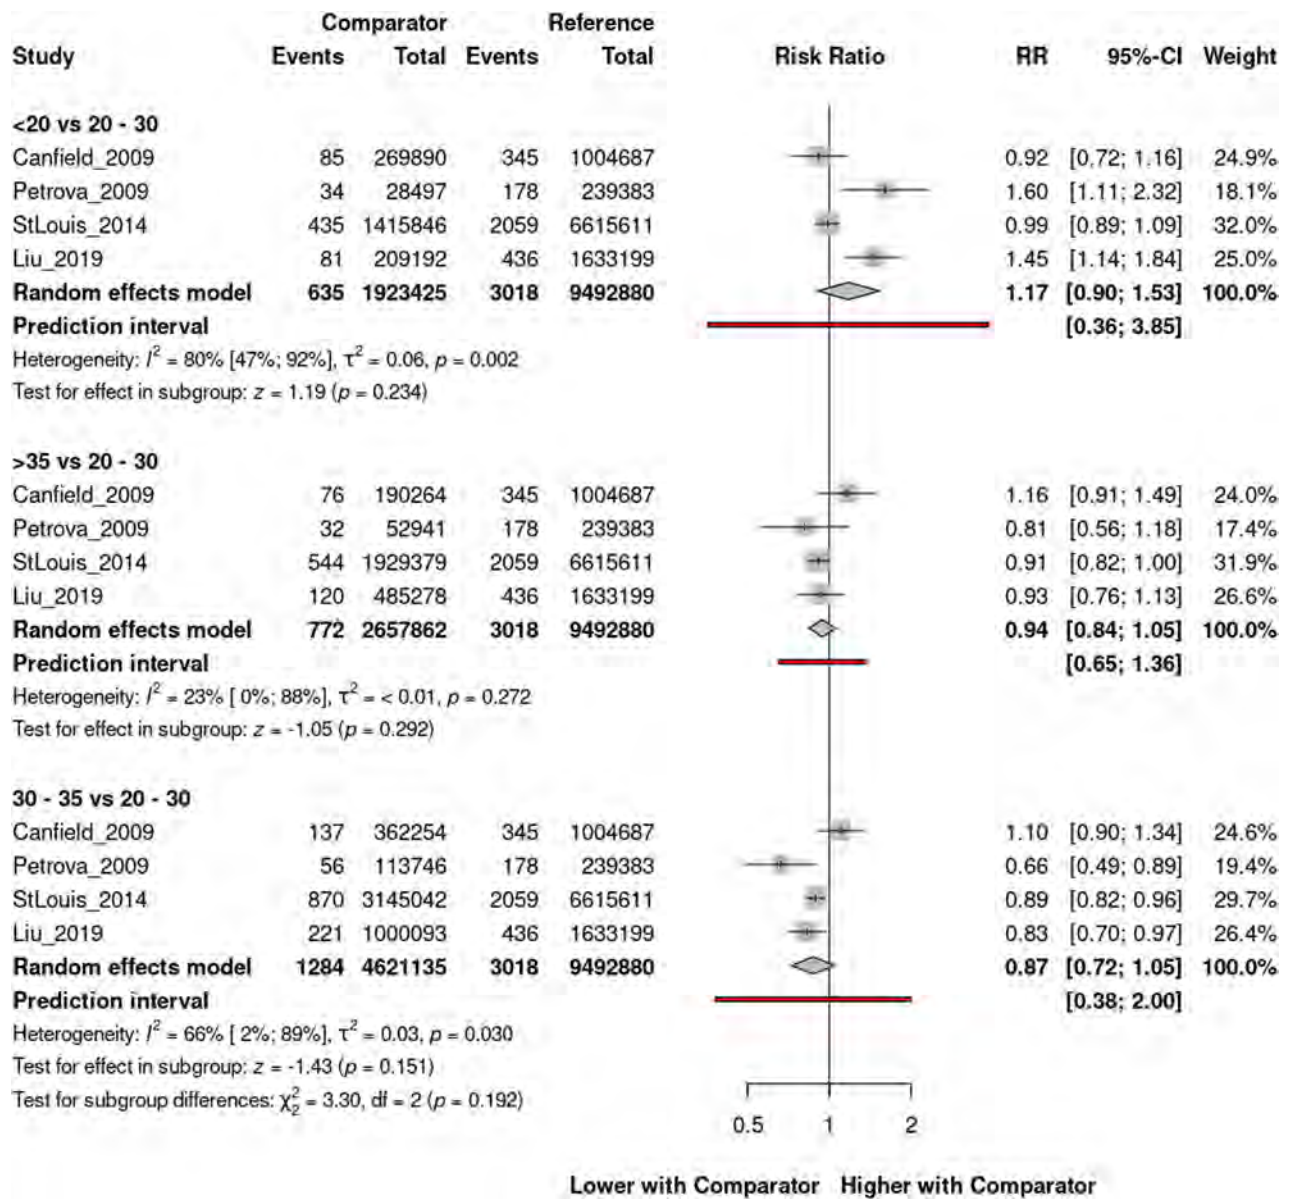 Comparator Reference
Study Events Total Events Total Risk Ratio RR 95%-CI Weight
<20 vs 20 - 30
Canfield_2009 85 269890 345 1004687 0.92 [0.72; 1.16] 24.9%
Petrova_2009 34 28497 178 239383 1.60 [1.11; 2.32] 18.1%
StLouis_2014 435 1415846 2059 6615611 0.99 [0.89; 1.09] 32.0%
Liu_2019 81 209192 436 1633199 1.45 [1.14; 1.84] 25.0%
Random effects model 635 1923425 3018 9492880 1.17 [0.90; 1.53] 100.0%
Prediction interval [0.36; 3.85]
Heterogeneity: I² = 80% [47%; 92%], τ² = 0.06, p = 0.002
Test for effect in subgroup: z = 1.19 (p = 0.234)
>35 vs 20 - 30
Canfield_2009 76 190264 345 1004687 1.16 [0.91; 1.49] 24.0%
Petrova_2009 32 52941 178 239383 0.81 [0.56; 1.18] 17.4%
StLouis_2014 544 1929379 2059 6615611 0.91 [0.82; 1.00] 31.9%
Liu_2019 120 485278 436 1633199 0.93 [0.76; 1.13] 26.6%
Random effects model 772 2657862 3018 9492880 0.94 [0.84; 1.05] 100.0%
Prediction interval [0.65; 1.36]
Heterogeneity: I² = 23% [ 0%; 88%], τ² = < 0.01, p = 0.272
Test for effect in subgroup: z = -1.05 (p = 0.292)
30 - 35 vs 20 - 30
Canfield_2009 137 362254 345 1004687 1.10 [0.90; 1.34] 24.6%
Petrova_2009 56 113746 178 239383 0.66 [0.49; 0.89] 19.4%
StLouis_2014 870 3145042 2059 6615611 0.89 [0.82; 0.96] 29.7%
Liu_2019 221 1000093 436 1633199 0.83 [0.70; 0.97] 26.4%
Random effects model 1284 4621135 3018 9492880 0.87 [0.72; 1.05] 100.0%
Prediction interval [0.38; 2.00]
Heterogeneity: I² = 66% [ 2%; 89%], τ² = 0.03, p = 0.030
Test for effect in subgroup: z = -1.43 (p = 0.151)
Test for subgroup differences: χ²₂ = 3.30, df = 2 (p = 0.192)
0.5 1 2
Lower with Comparator Higher with Comparator